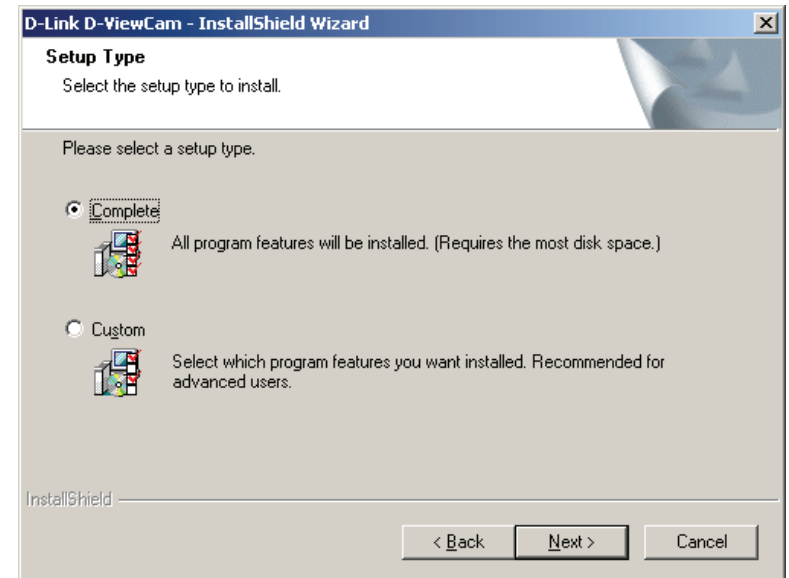 D-Link D-ViewCam - InstallShield Wizard
Setup Type
Select the setup type to install.
Please select a setup type.
Complete
All program features will be installed. (Requires the most disk space.)
Custom
Select which program features you want installed. Recommended for
advanced users.
InstallShield
< Back
Next >
Cancel